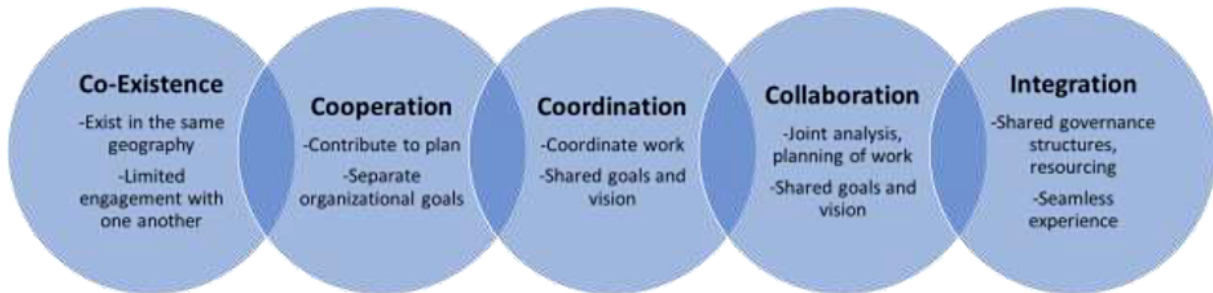 Co-Existence
-Exist in the same
geography
-Limited
engagement with
one another
Cooperation
-Contribute to plan
-Separate
organizational goals
Coordination
-Coordinate work
-Shared goals and
vision
Collaboration
-Joint analysis,
planning of work
-Shared goals and
vision
Integration
-Shared governance
structures,
resourcing
-Seamless
experience